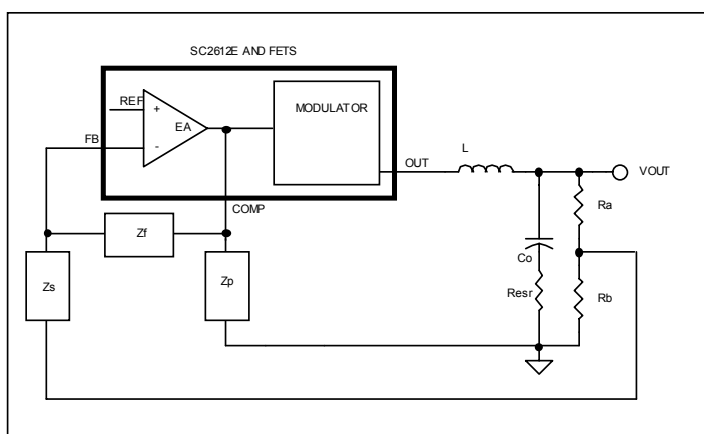 SC2612E AND FETS
REF
+
EA
-
FB
MODULATOR
OUT
L
VOUT
COMP
Zf
Zs
Zp
Co
Resr
Ra
Rb